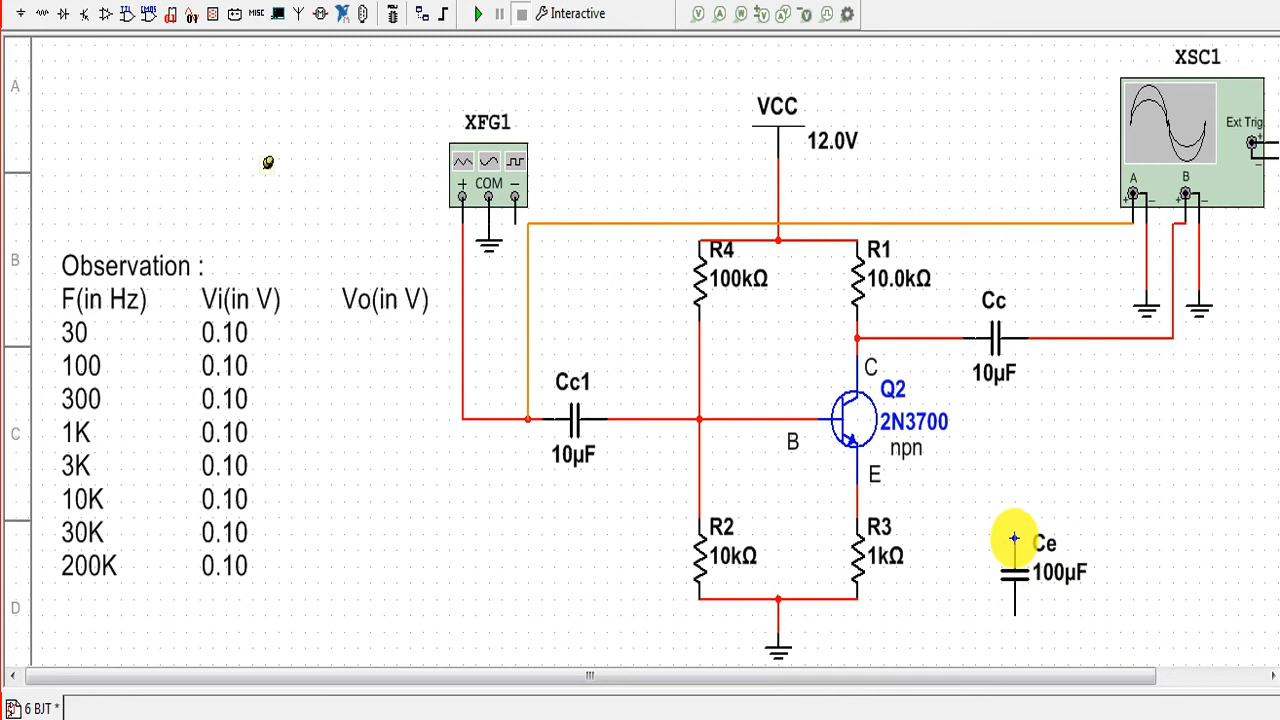 MISC
Interactive
A
B
C
D
XSC1
Ext Trig
+
−
A
B
+ − + −
XFG1
+ COM −
VCC
12.0V
R4
100kΩ
R1
10.0kΩ
Cc
10µF
Observation :
F(in Hz) Vi(in V) Vo(in V)
30 0.10
100 0.10
300 0.10
1K 0.10
3K 0.10
10K 0.10
30K 0.10
200K 0.10
Cc1
10µF
C
Q2
2N3700
npn
B
E
R2
10kΩ
R3
1kΩ
Ce
100µF
6 BJT *